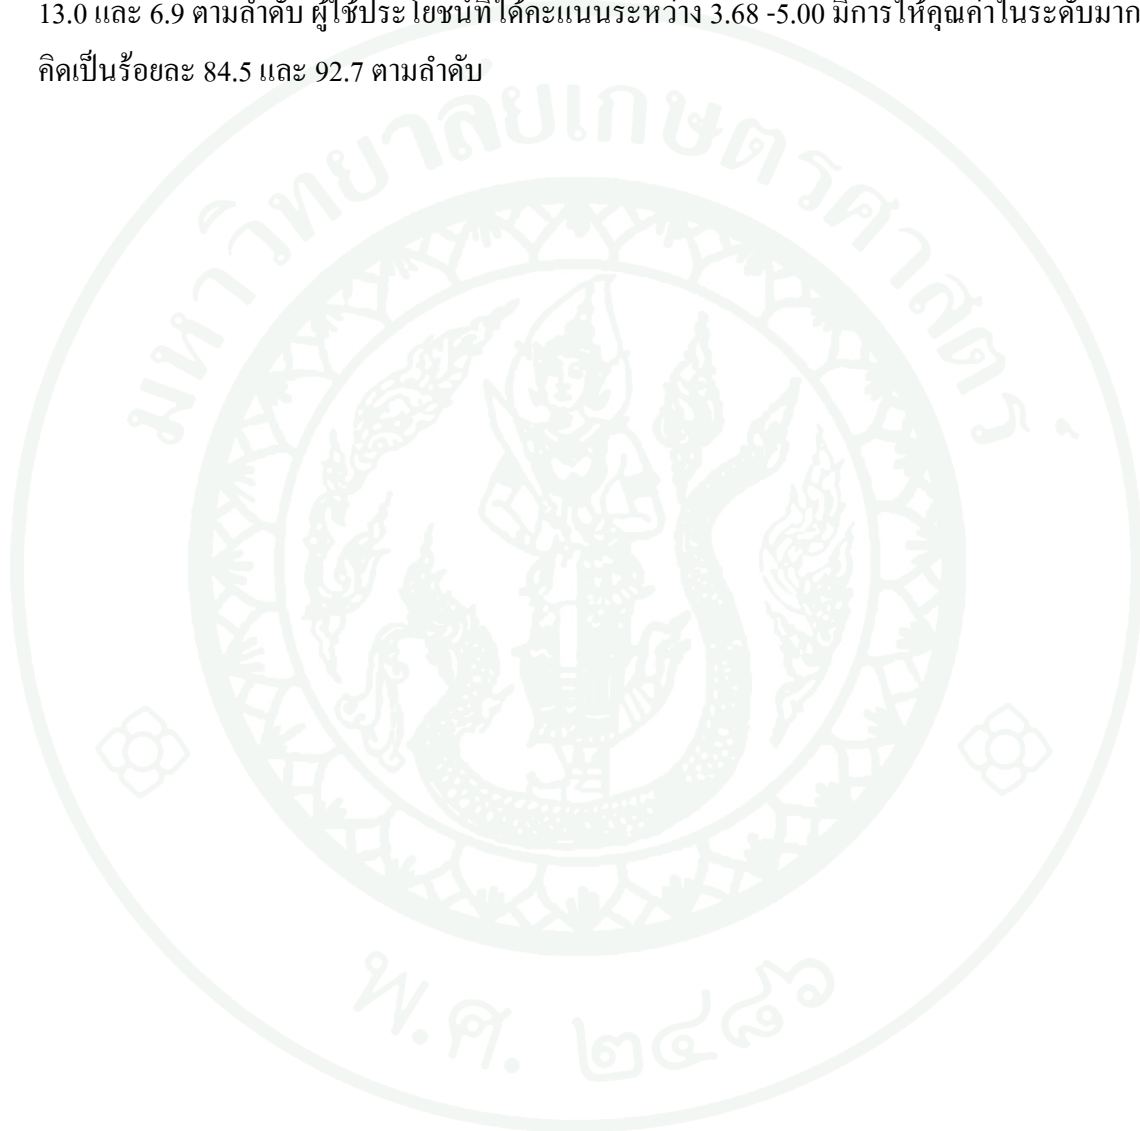 13.0 และ 6.9 ตามลำดับ ผู้ใช้ประโยชน์ที่ได้คะแนนระหว่าง 3.68 -5.00 มีการให้คุณค่าในระดับมาก
คิดเป็นร้อยละ 84.5 และ 92.7 ตามลำดับ
มหาวิทยาลัยเกษตรศาสตร์
พ.ศ. ๒๔๘๖